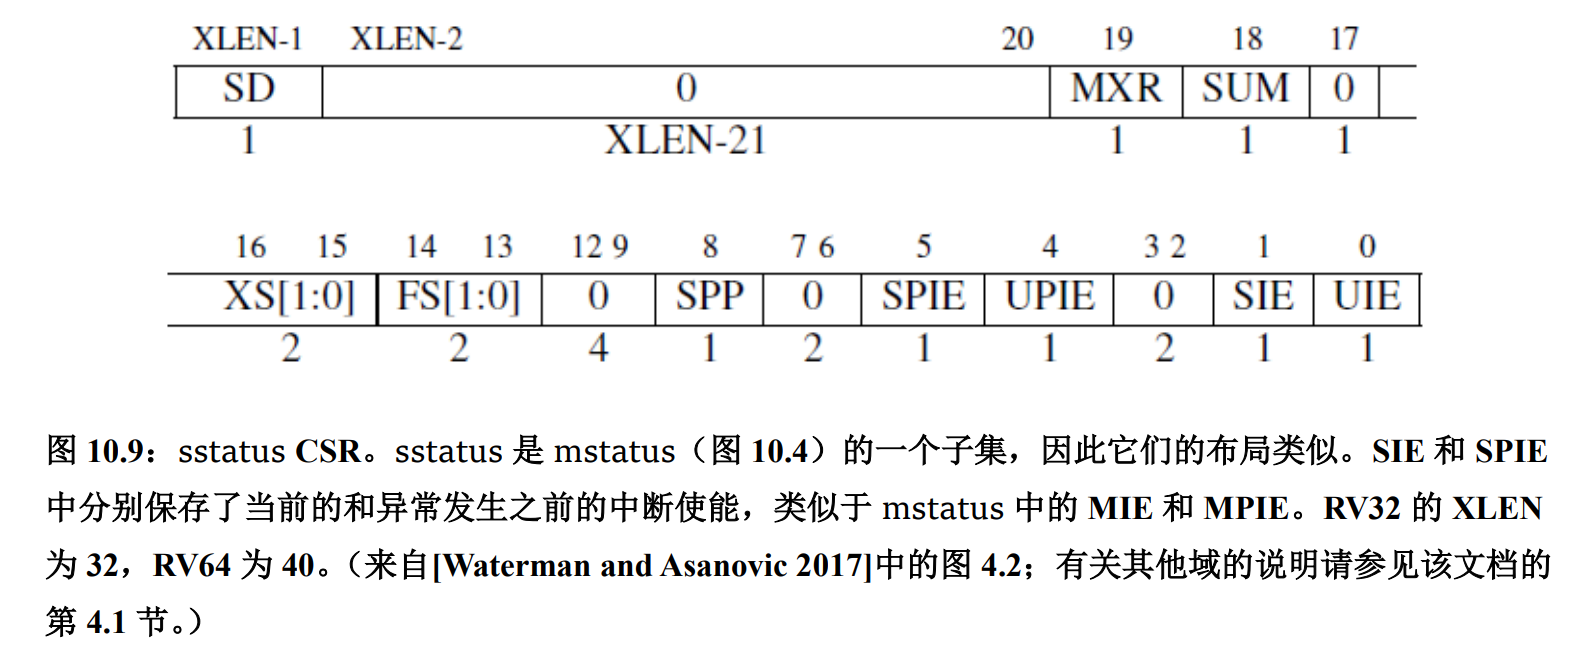 XLEN-1 XLEN-2 20 19 18 17
SD 0 MXR SUM 0
1 XLEN-21 1 1 1
16 15 14 13 12 9 8 7 6 5 4 3 2 1 0
XS[1:0] FS[1:0] 0 SPP 0 SPIE UPIE 0 SIE UIE
2 2 4 1 2 1 1 2 1 1
图 10.9：sstatus CSR。sstatus 是 mstatus（图 10.4）的一个子集，因此它们的布局类似。SIE 和 SPIE
中分别保存了当前的和异常发生之前的中断使能，类似于 mstatus 中的 MIE 和 MPIE。RV32 的 XLEN
为 32，RV64 为 40。（来自[Waterman and Asanovic 2017]中的图 4.2；有关其他域的说明请参见该文档的
第 4.1 节。）